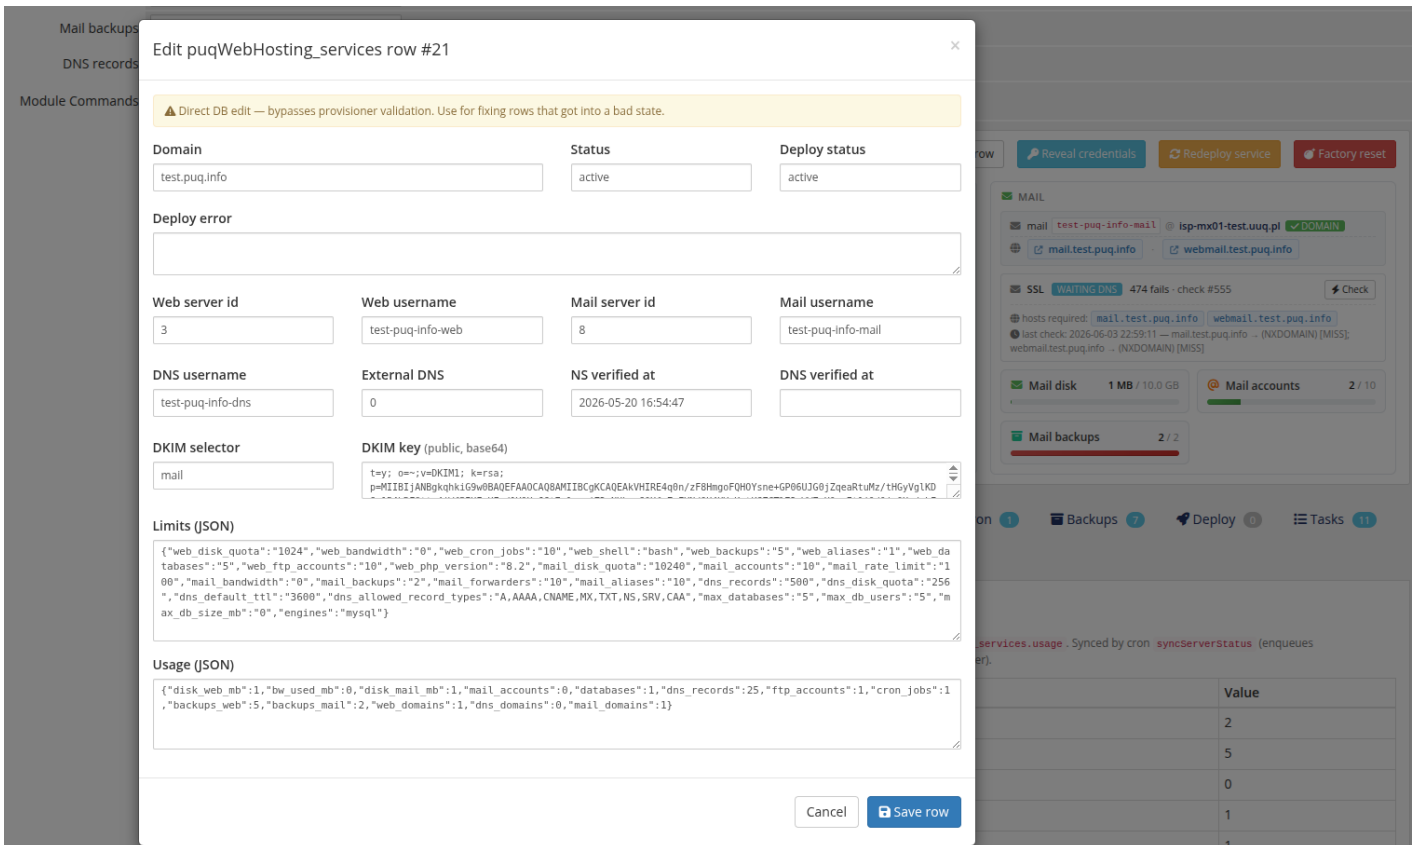 Mail backups
DNS records
Module Commands
Edit puqWebHosting_services row #21
×
Direct DB edit — bypasses provisioner validation. Use for fixing rows that got into a bad state.
Domain
Status
Deploy status
test.puq.info
active
active
Deploy error
Web server id
Web username
Mail server id
Mail username
3
test-puq-info-web
8
test-puq-info-mail
DNS username
External DNS
NS verified at
DNS verified at
test-puq-info-dns
0
2026-05-20 16:54:47
DKIM selector
DKIM key (public, base64)
mail
t=y; o=~;v=DKIM1; k=rsa;
p=MIIBIjANBgkqhkiG9w0BAQEFAAOCAQ8AMIIBCgKCAQEAkVHIRE4q0n/zF8HmgoFQHOYsne+GP06UJG0jZqeaRtuMz/tHGyVglKD
Limits (JSON)
{"web_disk_quota":"1024","web_bandwidth":"0","web_cron_jobs":"10","web_shell":"bash","web_backups":"5","web_aliases":"1","web_da
tabases":"5","web_ftp_accounts":"10","web_php_version":"8.2","mail_disk_quota":"10240","mail_accounts":"10","mail_rate_limit":"1
00","mail_bandwidth":"0","mail_backups":"2","mail_forwarders":"10","mail_aliases":"10","dns_records":"500","dns_disk_quota":"256
","dns_default_ttl":"3600","dns_allowed_record_types":"A,AAAA,CNAME,MX,TXT,NS,SRV,CAA","max_databases":"5","max_db_users":"5","m
ax_db_size_mb":"0","engines":"mysql"}
Usage (JSON)
{"disk_web_mb":1,"bw_used_mb":0,"disk_mail_mb":1,"mail_accounts":0,"databases":1,"dns_records":25,"ftp_accounts":1,"cron_jobs":1
,"backups_web":5,"backups_mail":2,"web_domains":1,"dns_domains":0,"mail_domains":1}
Cancel
Save row
row
Reveal credentials
Redeploy service
Factory reset
MAIL
mail test-puq-info-mail @ isp-mx01-test.uuq.pl DOMAIN
mail.test.puq.info · webmail.test.puq.info
SSL WAITING DNS 474 fails · check #555
Check
hosts required: mail.test.puq.info webmail.test.puq.info
last check: 2026-06-03 22:59:11 — mail.test.puq.info → (NXDOMAIN) [MISS];
webmail.test.puq.info → (NXDOMAIN) [MISS]
Mail disk 1 MB / 10.0 GB
Mail accounts 2 / 10
Mail backups 2 / 2
on 1
Backups 7
Deploy 0
Tasks 11
_services.usage. Synced by cron syncServerStatus (enqueues
er).
Value
2
5
0
1